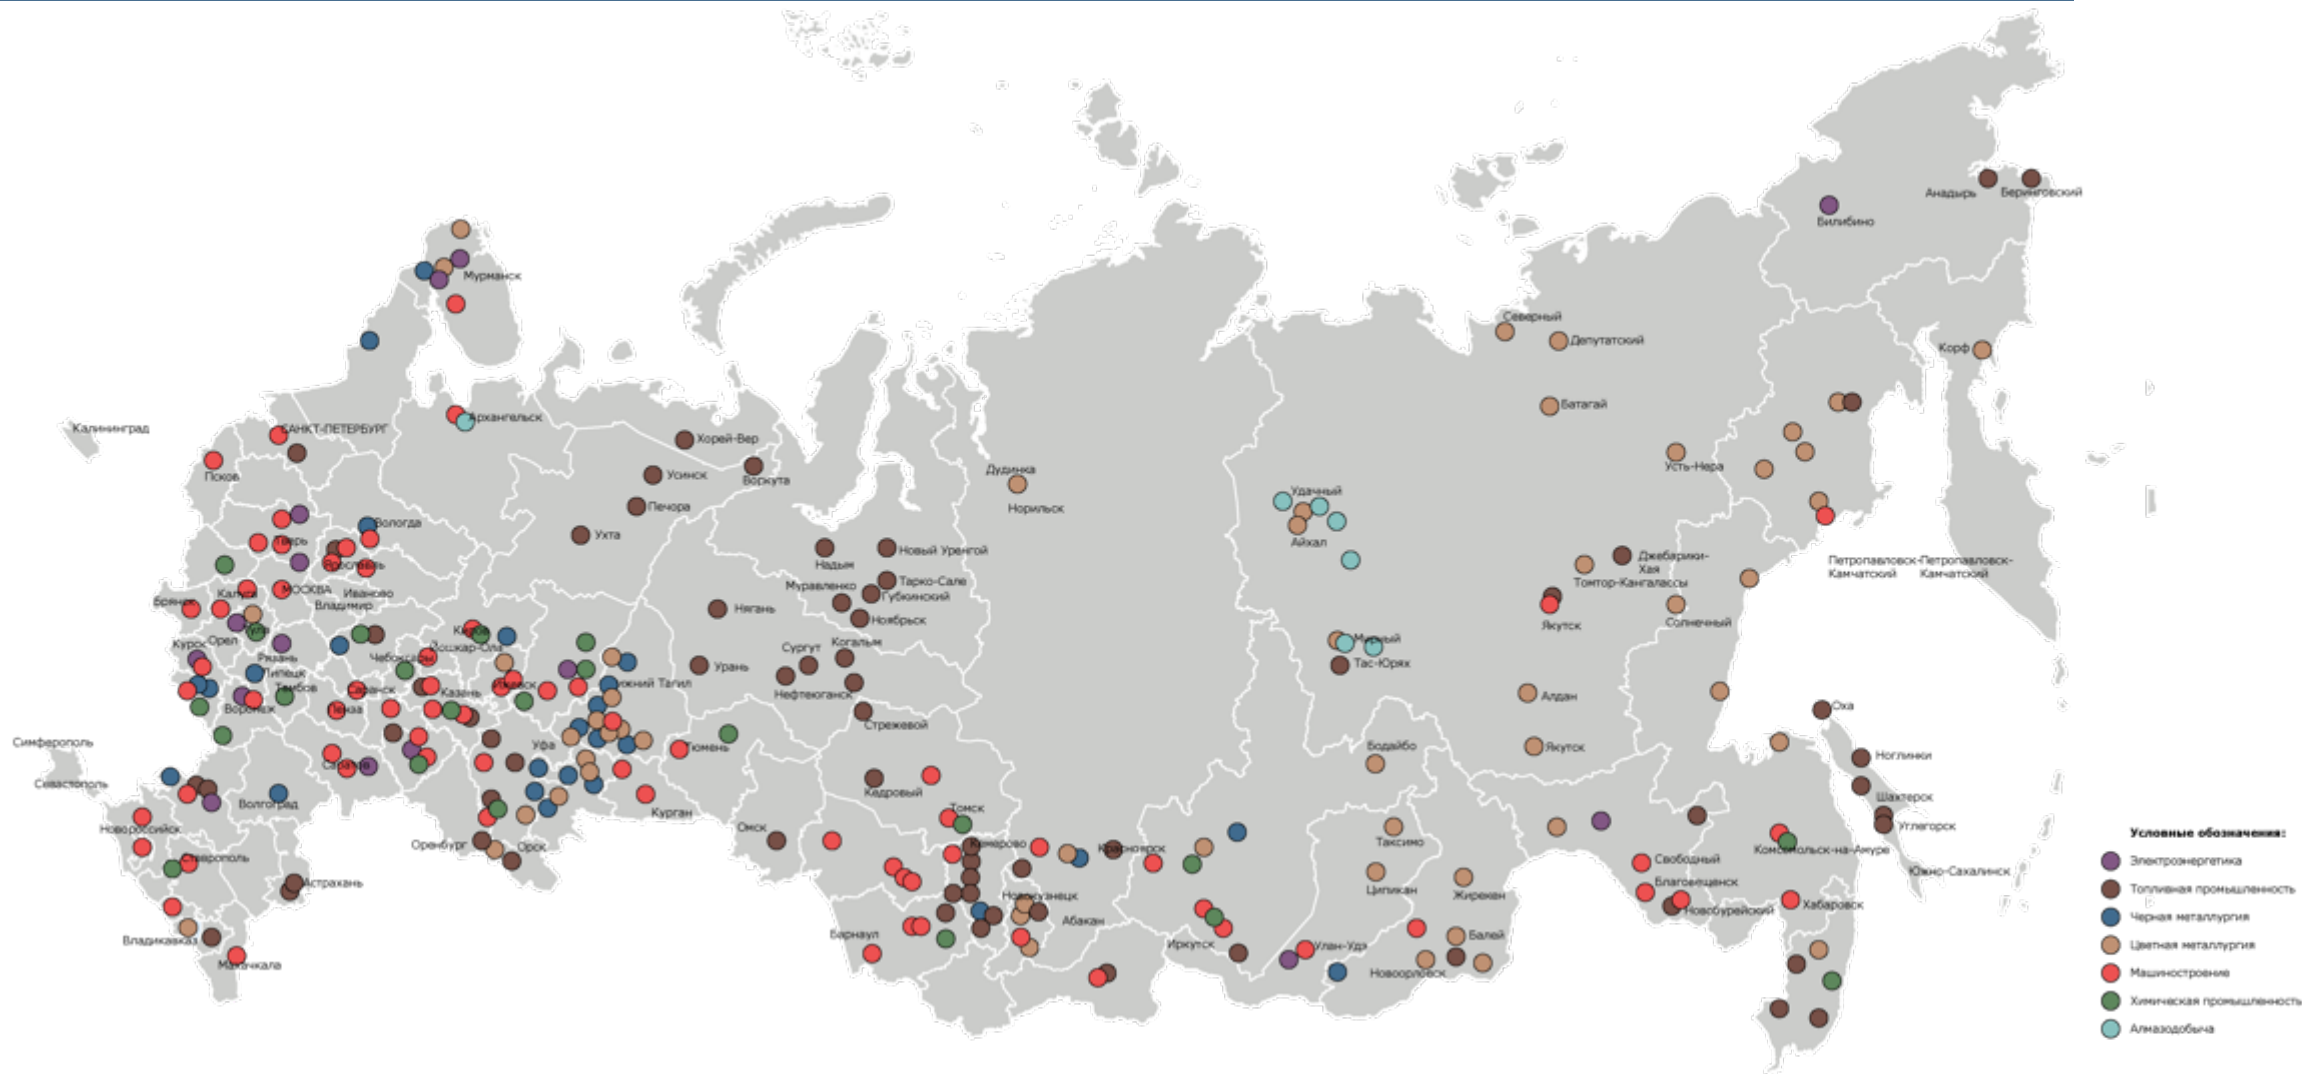 Анадырь
Беринговский
Билибино
Мурманск
Северный
Депутатский
Корф
Батагай
Калининград
САНКТ-ПЕТЕРБУРГ
Архангельск
Хорей-Вер
Псков
Усинск
Воркута
Дудинка
Усть-Нера
Печора
Норильск
Удачный
Вологда
Ухта
Тверь
Айхал
Новый Уренгой
Надым
Ярославль
Джебарики-
Хая
Петропавловск-
Камчатский
Петропавловск-
Камчатский
Тарко-Сале
Муравленко
Губкинский
Томтор-Кангалассы
МОСКВА
Иваново
Калуга
Брянск
Владимир
Нягань
Ноябрьск
Якутск
Солнечный
Тула
Киров
Курск
Орел
Йошкар-Ола
Когалым
Сургут
Мирный
Рязань
Чебоксары
Урань
Тас-Юрях
Липецк
Нижний Тагил
Тамбов
Саранск
Казань
Ижевск
Нефтеюганск
Алдан
Воронеж
Пенза
Стрежевой
Оха
Симферополь
Уфа
Тюмень
Бодайбо
Якутск
Ноглинки
Саратов
Севастополь
Кедровый
Шахтерск
Волгоград
Курган
Томск
Новороссийск
Омск
Углегорск
Оренбург
Орск
Кемерово
Красноярск
Таксимо
Комсомольск-на-Амуре
Ставрополь
Свободный
Южно-Сахалинск
Астрахань
Новокузнецк
Ципикан
Жирекен
Благовещенск
Новобурейский
Хабаровск
Абакан
Барнаул
Владикавказ
Иркутск
Улан-Удэ
Балей
Махачкала
Новоорловск
Условные обозначения:
Электроэнергетика
Топливная промышленность
Черная металлургия
Цветная металлургия
Машиностроение
Химическая промышленность
Алмазодобыча